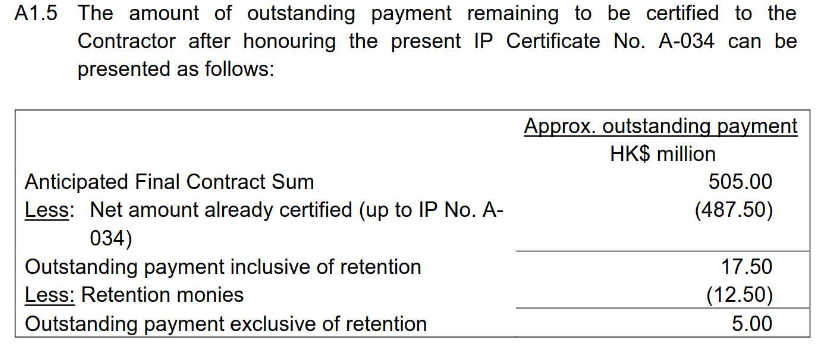 A1.5 The amount of outstanding payment remaining to be certified to the
Contractor after honouring the present IP Certificate No. A-034 can be
presented as follows:
Approx. outstanding payment
HK$ million
Anticipated Final Contract Sum 505.00
Less: Net amount already certified (up to IP No. A- (487.50)
034)
Outstanding payment inclusive of retention 17.50
Less: Retention monies (12.50)
Outstanding payment exclusive of retention 5.00